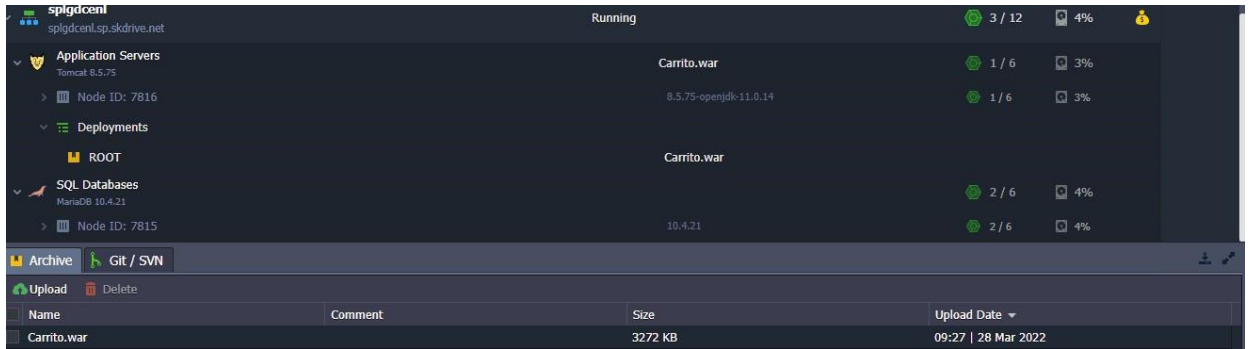 splgdcenl Running 3 / 12 4%
splgdcenl.sp.skdrive.net
Application Servers Carrito.war 1 / 6 3%
Tomcat 8.5.75
Node ID: 7816 8.5.75-openjdk-11.0.14 1 / 6 3%
Deployments
ROOT Carrito.war
SQL Databases 2 / 6 4%
MariaDB 10.4.21
Node ID: 7815 10.4.21 2 / 6 4%
Archive Git / SVN
Upload Delete
Name Comment Size Upload Date
Carrito.war 3272 KB 09:27 | 28 Mar 2022